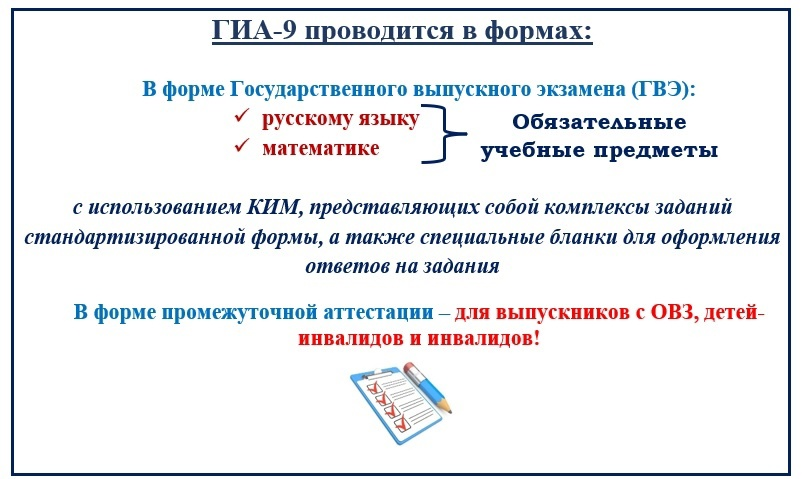 ГИА-9 проводится в формах:
В форме Государственного выпускного экзамена (ГВЭ):
русскому языку
математике
Обязательные
учебные предметы
с использованием КИМ, представляющих собой комплексы заданий
стандартизированной формы, а также специальные бланки для оформления
ответов на задания
В форме промежуточной аттестации – для выпускников с ОВЗ, детей-
инвалидов и инвалидов!